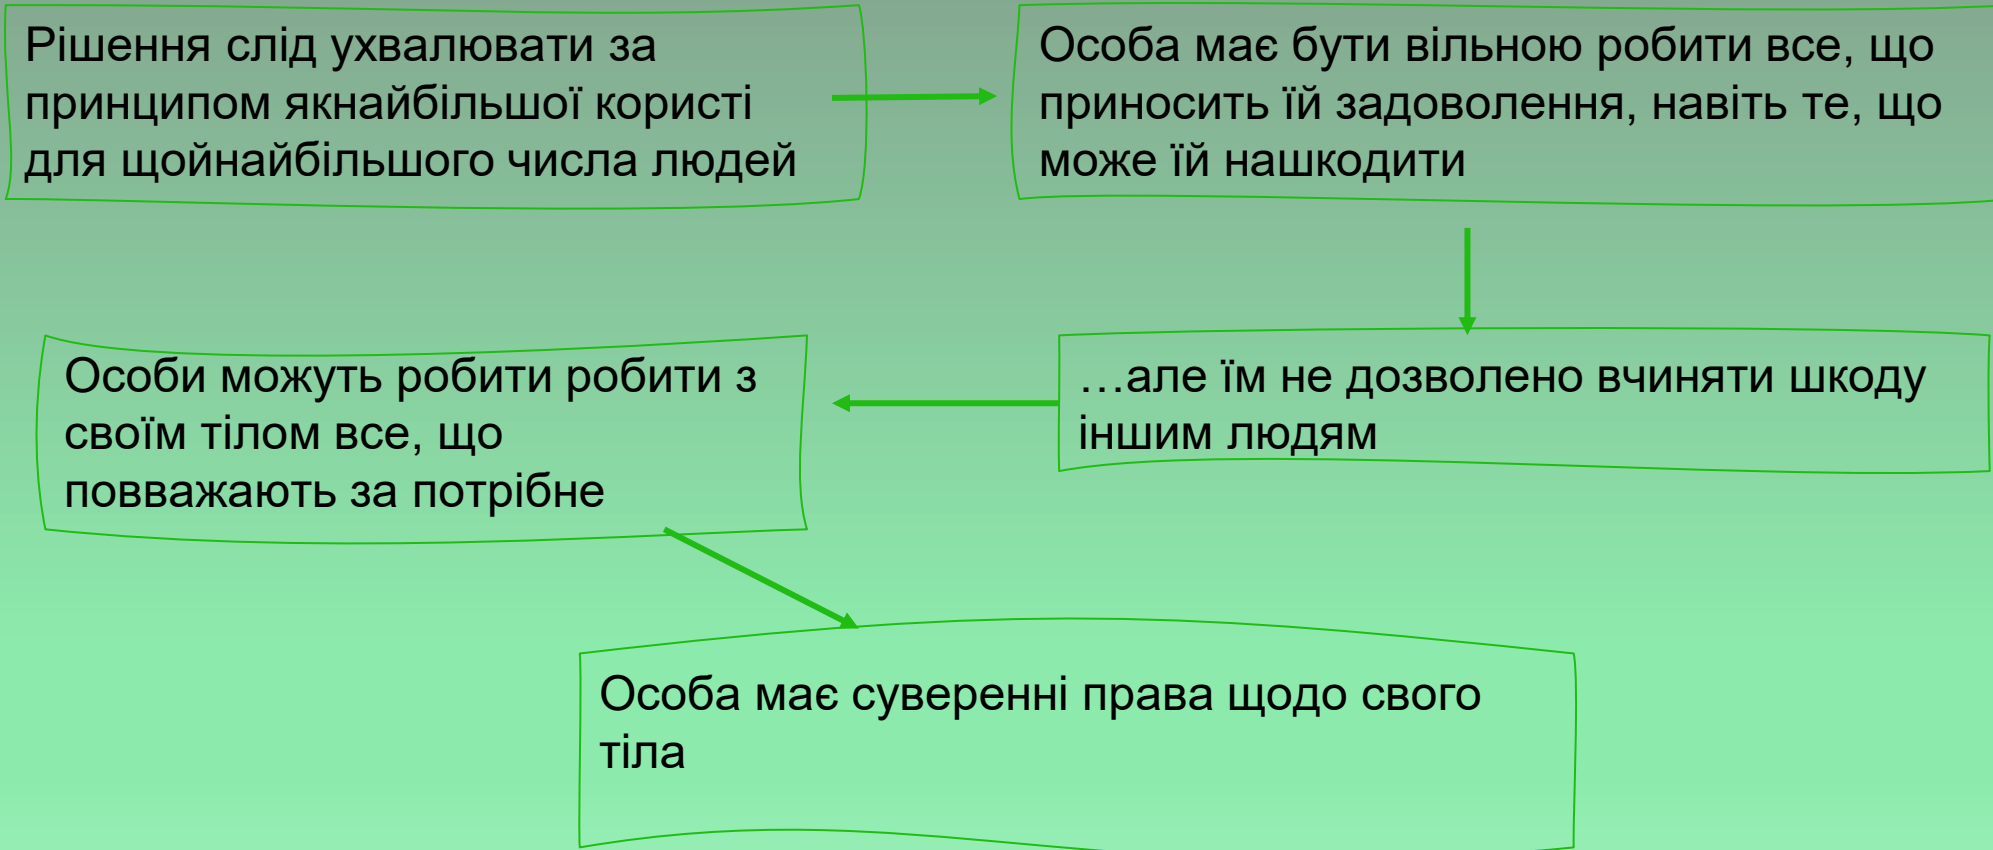 Рішення слід ухвалювати за
принципом якнайбільшої користі
для щойнайбільшого числа людей
Особа має бути вільною робити все, що
приносить їй задоволення, навіть те, що
може їй нашкодити
…але їм не дозволено вчиняти шкоду
іншим людям
Особи можуть робити робити з
своїм тілом все, що
повважають за потрібне
Особа має суверенні права щодо свого
тіла